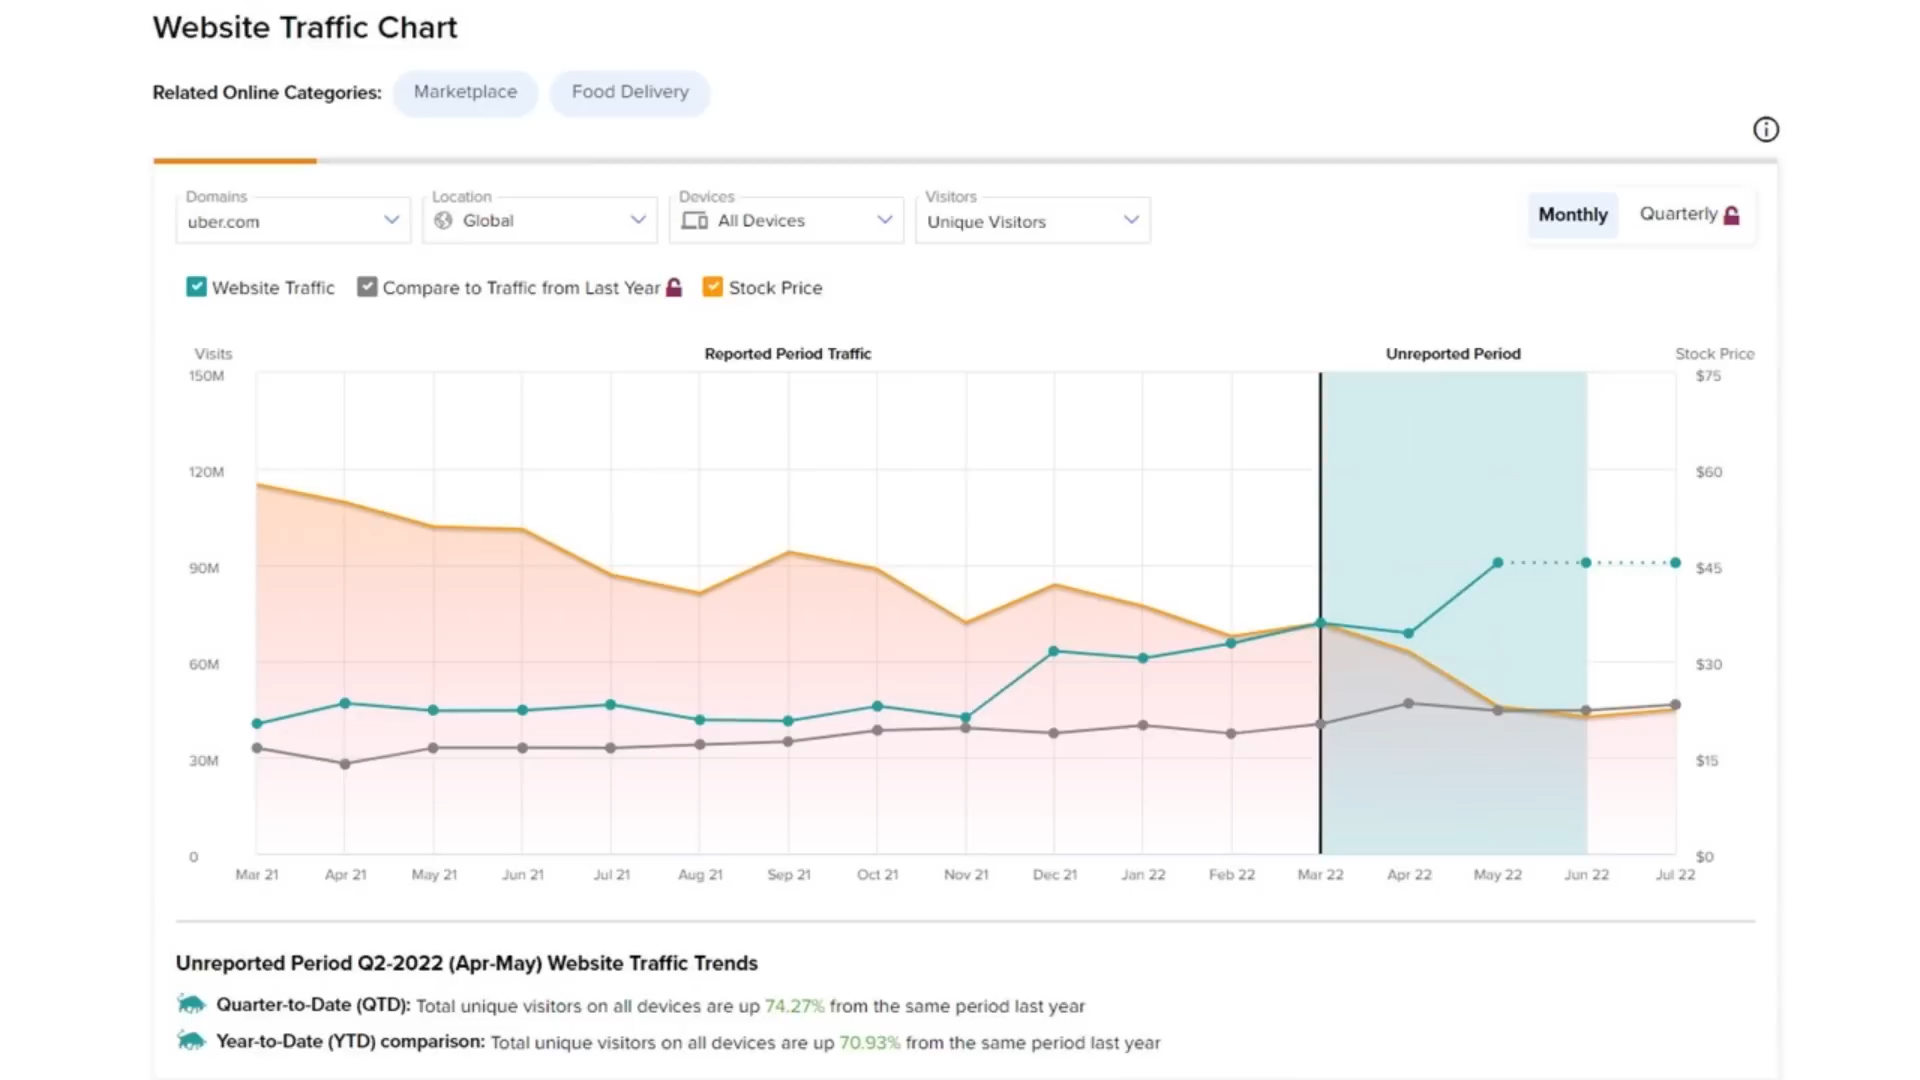 Website Traffic Chart
Related Online Categories: Marketplace Food Delivery
Domains Location Devices Visitors
uber.com Global All Devices Unique Visitors Monthly Quarterly
Website Traffic Compare to Traffic from Last Year Stock Price
Reported Period Traffic Unreported Period
Visits Stock Price
150M $75
120M $60
90M $45
60M $30
30M $15
0 $0
Mar 21 Apr 21 May 21 Jun 21 Jul 21 Aug 21 Sep 21 Oct 21 Nov 21 Dec 21 Jan 22 Feb 22 Mar 22 Apr 22 May 22 Jun 22 Jul 22
Unreported Period Q2-2022 (Apr-May) Website Traffic Trends
Quarter-to-Date (QTD): Total unique visitors on all devices are up 74.27% from the same period last year
Year-to-Date (YTD) comparison: Total unique visitors on all devices are up 70.93% from the same period last year